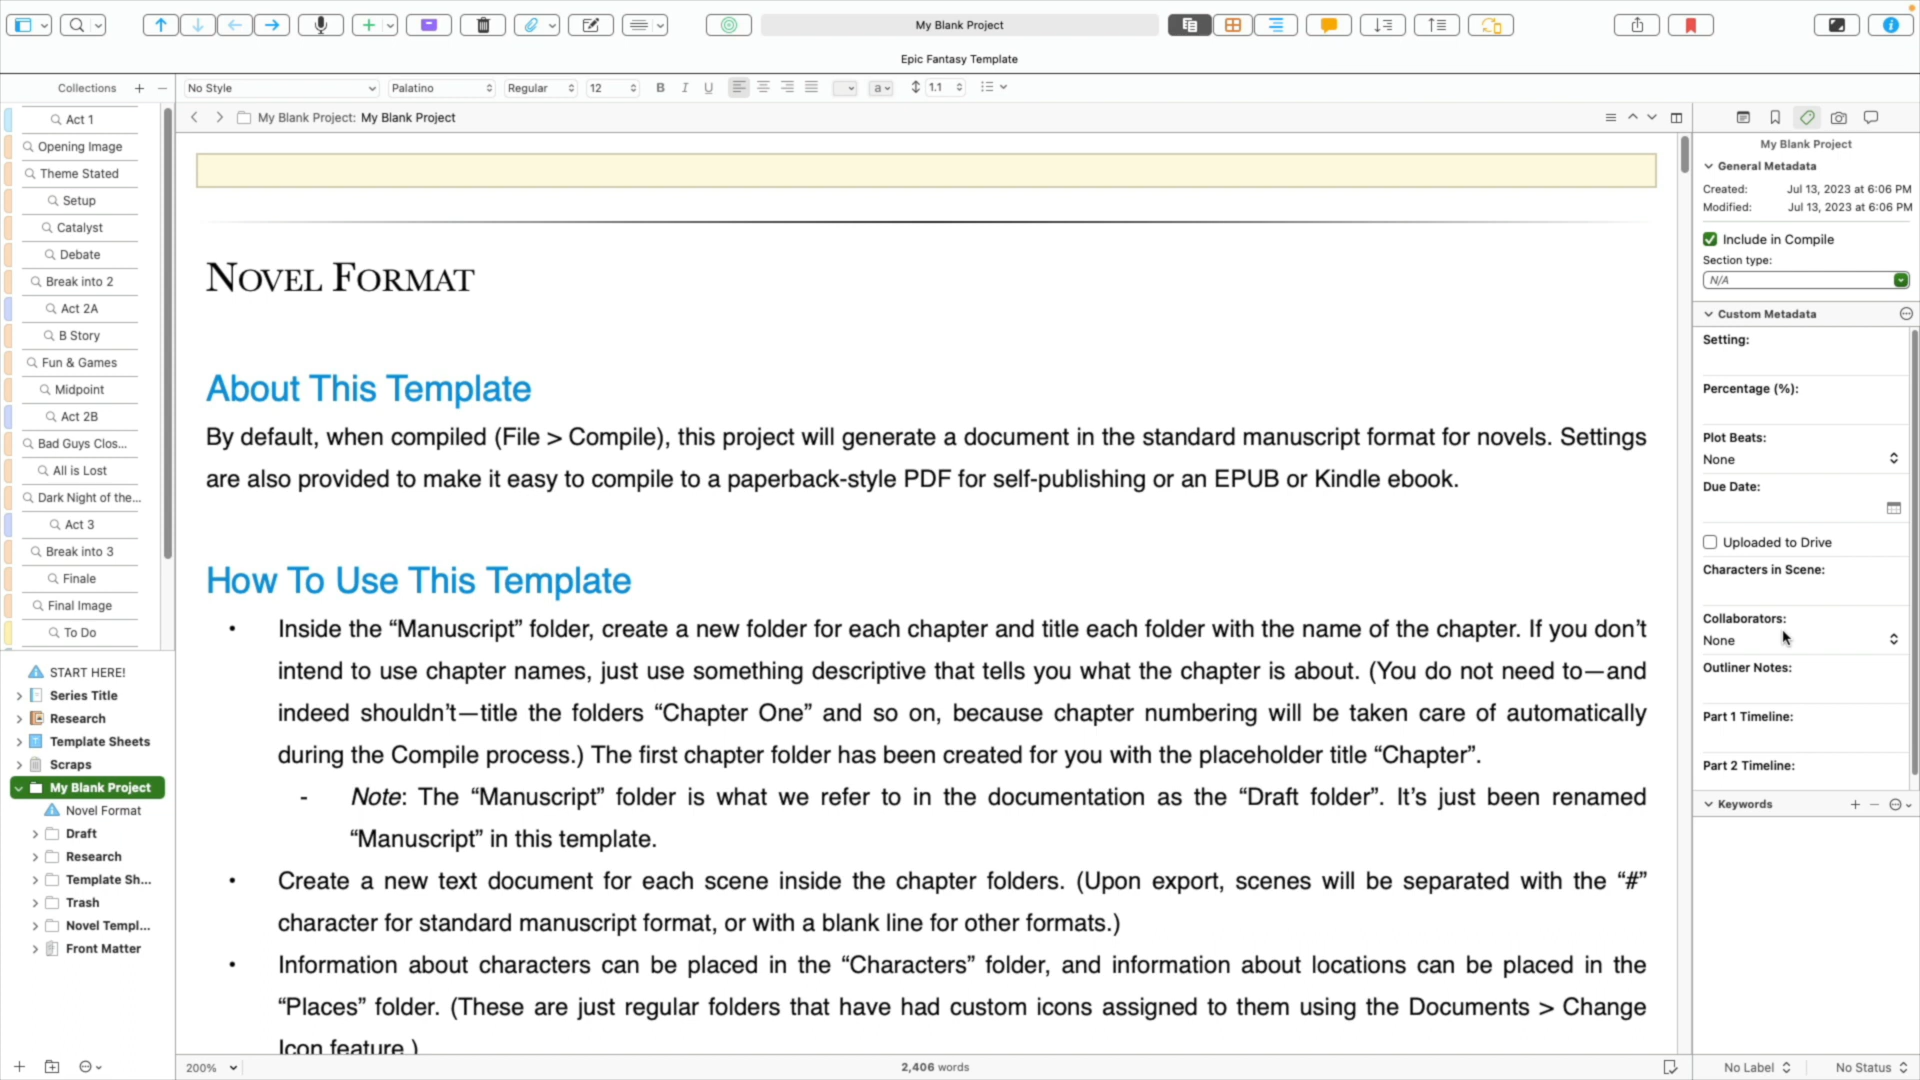 My Blank Project
Epic Fantasy Template
Collections
No Style
Palatino
Regular
12
B
I
U
a
1.1
My Blank Project: My Blank Project
Act 1
Opening Image
Theme Stated
Setup
Catalyst
Debate
Break into 2
Act 2A
B Story
Fun & Games
Midpoint
Act 2B
Bad Guys Clos...
All is Lost
Dark Night of the...
Act 3
Break into 3
Finale
Final Image
To Do
START HERE!
Series Title
Research
Template Sheets
Scraps
My Blank Project
Novel Format
Draft
Research
Template Sh...
Trash
Novel Templ...
Front Matter
NOVEL FORMAT
About This Template
By default, when compiled (File > Compile), this project will generate a document in the standard manuscript format for novels. Settings
are also provided to make it easy to compile to a paperback-style PDF for self-publishing or an EPUB or Kindle ebook.
How To Use This Template
• Inside the “Manuscript” folder, create a new folder for each chapter and title each folder with the name of the chapter. If you don’t
intend to use chapter names, just use something descriptive that tells you what the chapter is about. (You do not need to—and
indeed shouldn’t—title the folders “Chapter One” and so on, because chapter numbering will be taken care of automatically
during the Compile process.) The first chapter folder has been created for you with the placeholder title “Chapter”.
- Note: The “Manuscript” folder is what we refer to in the documentation as the “Draft folder”. It’s just been renamed
“Manuscript” in this template.
• Create a new text document for each scene inside the chapter folders. (Upon export, scenes will be separated with the “#”
character for standard manuscript format, or with a blank line for other formats.)
• Information about characters can be placed in the “Characters” folder, and information about locations can be placed in the
“Places” folder. (These are just regular folders that have had custom icons assigned to them using the Documents > Change
Icon feature.)
200%
2,406 words
My Blank Project
General Metadata
Created: Jul 13, 2023 at 6:06 PM
Modified: Jul 13, 2023 at 6:06 PM
Include in Compile
Section type:
N/A
Custom Metadata
Setting:
Percentage (%):
Plot Beats:
None
Due Date:
Uploaded to Drive
Characters in Scene:
Collaborators:
None
Outliner Notes:
Part 1 Timeline:
Part 2 Timeline:
Keywords
No Label
No Status